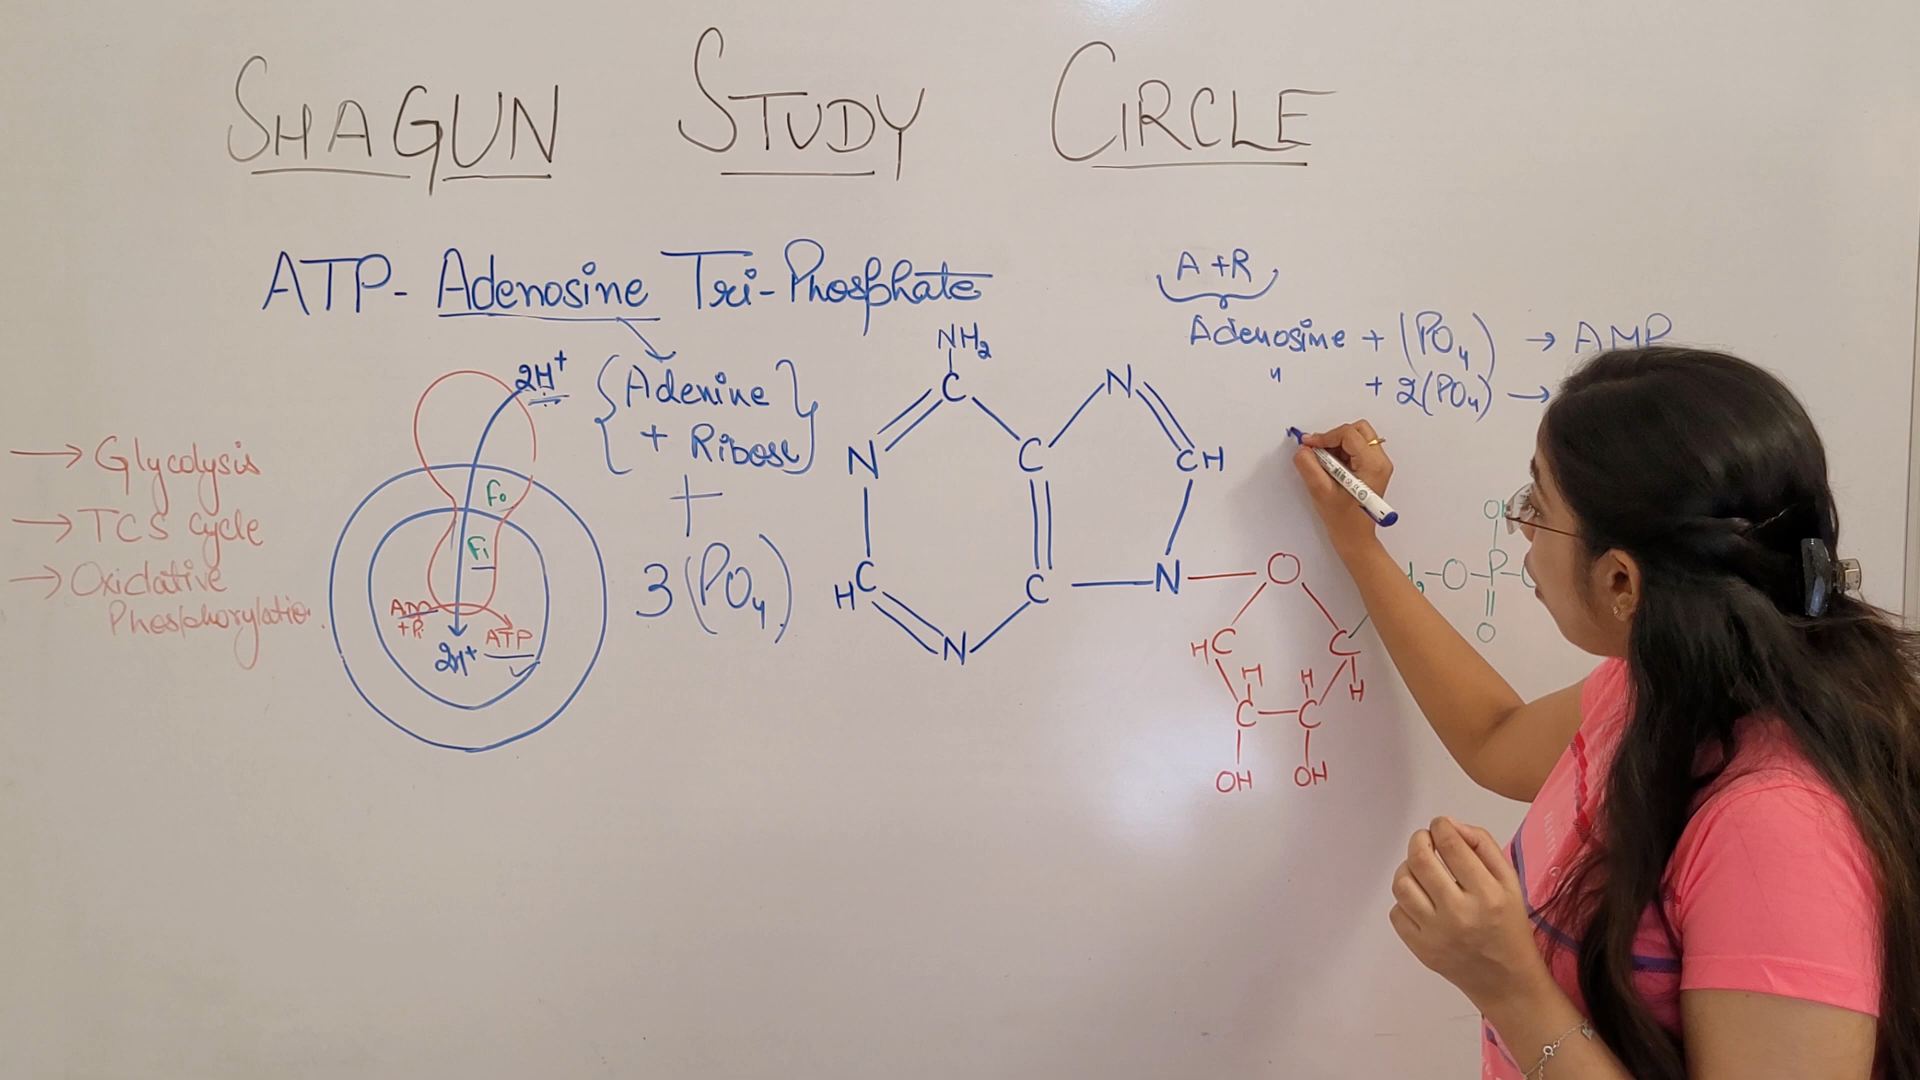 SHAGUN STUDY CIRCLE
ATP- Adenosine Tri-Phosphate
A +R
Adenosine + (PO4) → AMP
" + 2(PO4) →
2H+
{Adenine
+ Ribose}
+
3(PO4)
→ Glycolysis
→ TCS Cycle
→ Oxidative
Phosphorylation.
F0
F1
ADP
+Pi
ATP
2H+
NH2
C
N
N
C
CH
HC
C
N
N
O
HC
C
H
H
H
C
C
OH
OH
O
P
O